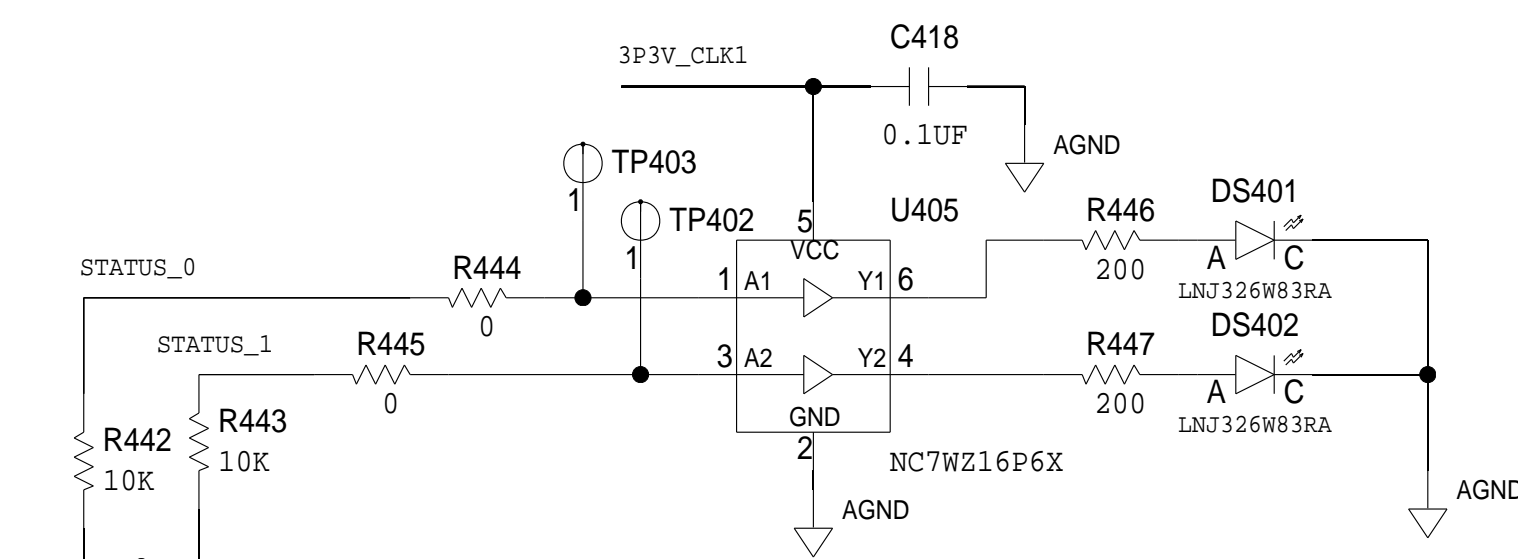 C418
3P3V_CLK1
0.1UF
AGND
TP403
1
TP402
1
5
U405
VCC
R446
200
DS401
A C
LNJ326W83RA
STATUS_0
R444
0
1 A1
Y1 6
STATUS_1
R445
0
3 A2
Y2 4
R447
200
DS402
A C
LNJ326W83RA
GND
2
NC7WZ16P6X
R442
10K
R443
10K
AGND
AGND